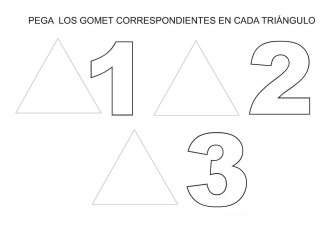 PEGA LOS GOMET CORRESPONDIENTES EN CADA TRIÁNGULO
1 2
3